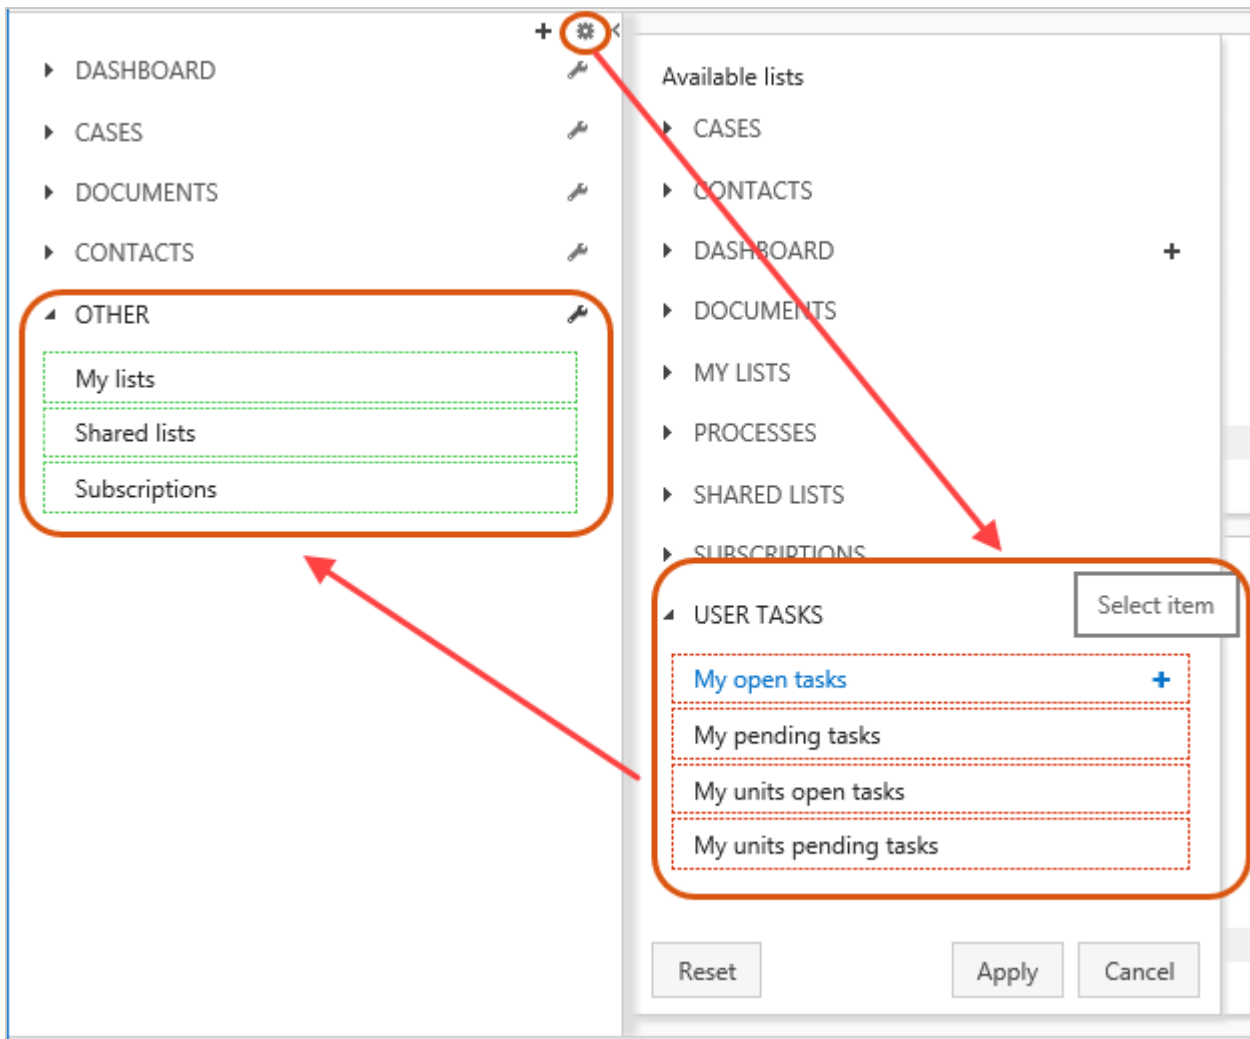 DASHBOARD
CASES
DOCUMENTS
CONTACTS
OTHER
My lists
Shared lists
Subscriptions
Available lists
CASES
CONTACTS
DASHBOARD
DOCUMENTS
MY LISTS
PROCESSES
SHARED LISTS
SUBSCRIPTIONS
Select item
USER TASKS
My open tasks
My pending tasks
My units open tasks
My units pending tasks
Reset
Apply
Cancel